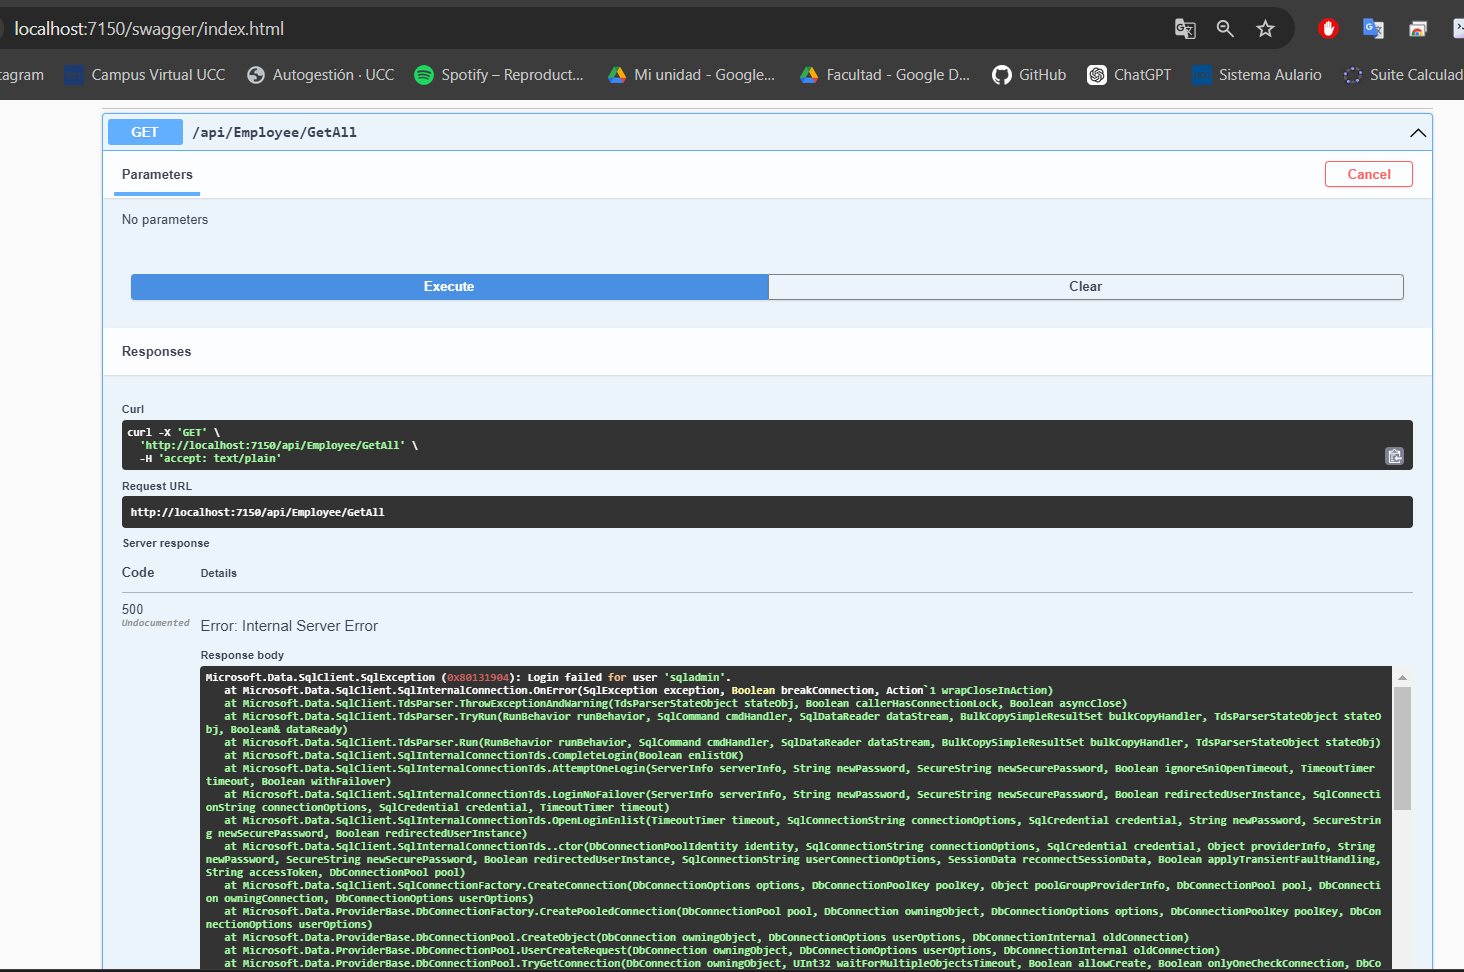 localhost:7150/swagger/index.html
tagram
Campus Virtual UCC
Autogestión · UCC
Spotify – Reproduct...
Mi unidad - Google...
Facultad - Google D...
GitHub
ChatGPT
Sistema Aulario
Suite Calculad
GET /api/Employee/GetAll
Parameters
Cancel
No parameters
Execute
Clear
Responses
Curl
curl -X 'GET' \
'http://localhost:7150/api/Employee/GetAll' \
-H 'accept: text/plain'
Request URL
http://localhost:7150/api/Employee/GetAll
Server response
Code Details
500
Undocumented
Error: Internal Server Error
Response body
Microsoft.Data.SqlClient.SqlException (0x80131904): Login failed for user 'sqladmin'.
at Microsoft.Data.SqlClient.SqlInternalConnection.OnError(SqlException exception, Boolean breakConnection, Action`1 wrapCloseInAction)
at Microsoft.Data.SqlClient.TdsParser.ThrowExceptionAndWarning(TdsParserStateObject stateObj, Boolean callerHasConnectionLock, Boolean asyncClose)
at Microsoft.Data.SqlClient.TdsParser.TryRun(RunBehavior runBehavior, SqlCommand cmdHandler, SqlDataReader dataStream, BulkCopySimpleResultSet bulkCopyHandler, TdsParserStateObject stateO
bj, Boolean& dataReady)
at Microsoft.Data.SqlClient.TdsParser.Run(RunBehavior runBehavior, SqlCommand cmdHandler, SqlDataReader dataStream, BulkCopySimpleResultSet bulkCopyHandler, TdsParserStateObject stateObj)
at Microsoft.Data.SqlClient.SqlInternalConnectionTds.CompleteLogin(Boolean enlistOK)
at Microsoft.Data.SqlClient.SqlInternalConnectionTds.AttemptOneLogin(ServerInfo serverInfo, String newPassword, SecureString newSecurePassword, Boolean ignoreSniOpenTimeout, TimeoutTimer
timeout, Boolean withFailover)
at Microsoft.Data.SqlClient.SqlInternalConnectionTds.LoginNoFailover(ServerInfo serverInfo, String newPassword, SecureString newSecurePassword, Boolean redirectedUserInstance, SqlConnecti
onString connectionOptions, SqlCredential credential, TimeoutTimer timeout)
at Microsoft.Data.SqlClient.SqlInternalConnectionTds.OpenLoginEnlist(TimeoutTimer timeout, SqlConnectionString connectionOptions, SqlCredential credential, String newPassword, SecureStrin
g newSecurePassword, Boolean redirectedUserInstance)
at Microsoft.Data.SqlClient.SqlInternalConnectionTds..ctor(DbConnectionPoolIdentity identity, SqlConnectionString connectionOptions, SqlCredential credential, Object providerInfo, String
newPassword, SecureString newSecurePassword, Boolean redirectedUserInstance, SqlConnectionString userConnectionOptions, SessionData reconnectSessionData, Boolean applyTransientFaultHandling,
String accessToken, DbConnectionPool pool)
at Microsoft.Data.SqlClient.SqlConnectionFactory.CreateConnection(DbConnectionOptions options, DbConnectionPoolKey poolKey, Object poolGroupProviderInfo, DbConnectionPool pool, DbConnecti
on owningConnection, DbConnectionOptions userOptions)
at Microsoft.Data.ProviderBase.DbConnectionFactory.CreatePooledConnection(DbConnectionPool pool, DbConnection owningObject, DbConnectionOptions options, DbConnectionPoolKey poolKey, DbCon
nectionOptions userOptions)
at Microsoft.Data.ProviderBase.DbConnectionPool.CreateObject(DbConnection owningObject, DbConnectionOptions userOptions, DbConnectionInternal oldConnection)
at Microsoft.Data.ProviderBase.DbConnectionPool.UserCreateRequest(DbConnection owningObject, DbConnectionOptions userOptions, DbConnectionInternal oldConnection)
at Microsoft.Data.ProviderBase.DbConnectionPool.TryGetConnection(DbConnection owningObject, UInt32 waitForMultipleObjectsTimeout, Boolean allowCreate, Boolean onlyOneCheckConnection, DbCo